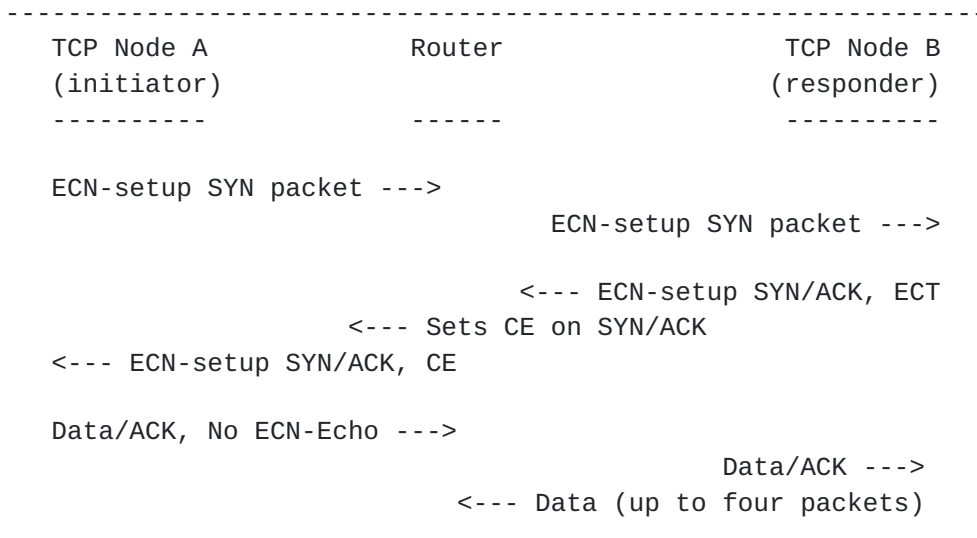 ---------------------------------------------------------------
TCP Node A             Router                  TCP Node B
(initiator)                                   (responder)
----------             ------                  ----------
ECN-setup SYN packet --->
ECN-setup SYN packet --->
<--- ECN-setup SYN/ACK, ECT
<--- Sets CE on SYN/ACK
<--- ECN-setup SYN/ACK, CE
Data/ACK, No ECN-Echo --->
Data/ACK --->
<--- Data (up to four packets)